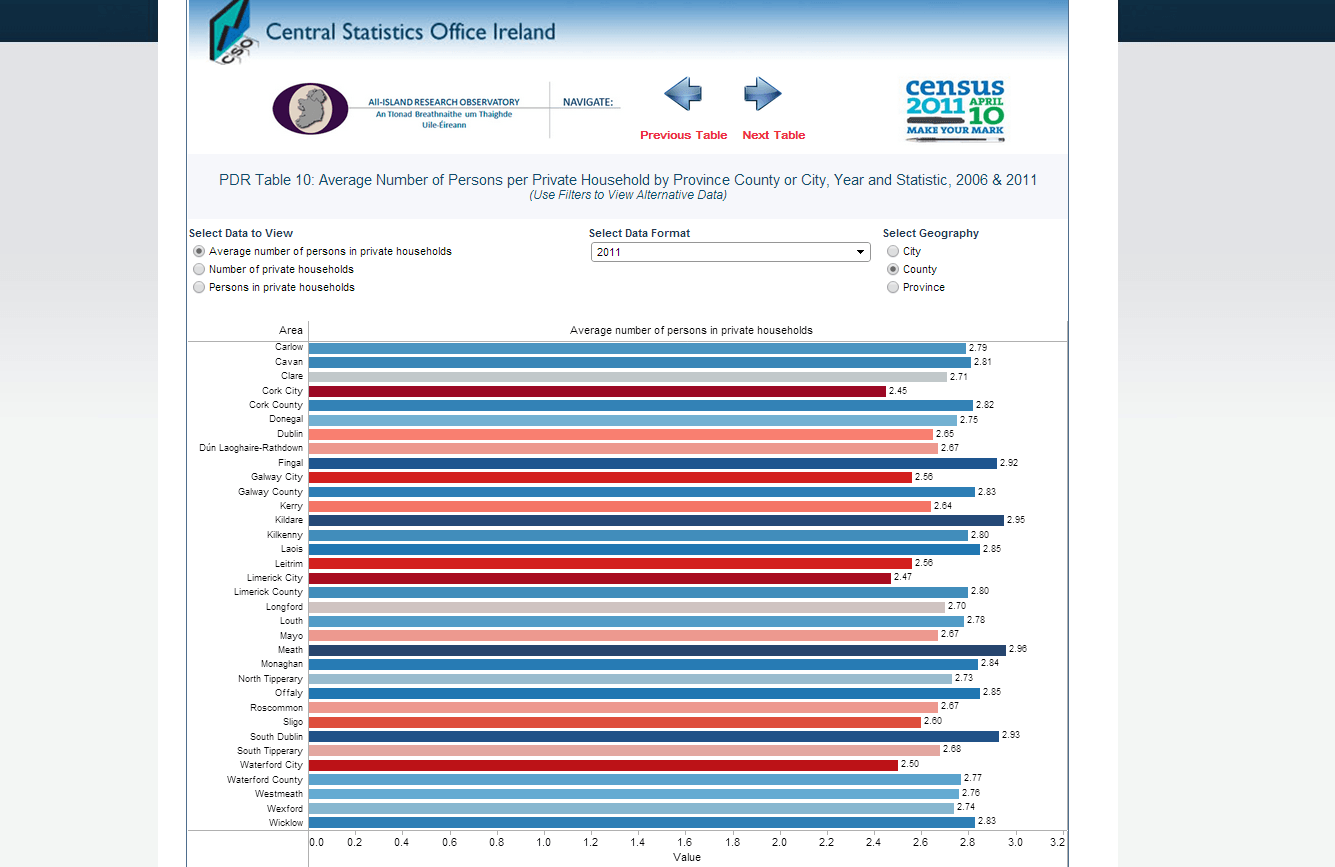 CSO
Central Statistics Office Ireland
All-ISLAND RESEARCH OBSERVATORY
An Tionad Breathnaithe um Thaighde
Uile-Éireann
NAVIGATE:
Previous Table Next Table
census
2011 APRIL
10
MAKE YOUR MARK
PDR Table 10: Average Number of Persons per Private Household by Province County or City, Year and Statistic, 2006 & 2011
(Use Filters to View Alternative Data)
Select Data to View
Average number of persons in private households
Number of private households
Persons in private households
Select Data Format
2011
Select Geography
City
County
Province
Area Average number of persons in private households
Carlow 2.79
Cavan 2.81
Clare 2.71
Cork City 2.45
Cork County 2.82
Donegal 2.75
Dublin 2.65
Dún Laoghaire-Rathdown 2.67
Fingal 2.92
Galway City 2.56
Galway County 2.83
Kerry 2.64
Kildare 2.95
Kilkenny 2.80
Laois 2.85
Leitrim 2.56
Limerick City 2.47
Limerick County 2.80
Longford 2.70
Louth 2.78
Mayo 2.67
Meath 2.96
Monaghan 2.84
North Tipperary 2.73
Offaly 2.85
Roscommon 2.67
Sligo 2.60
South Dublin 2.93
South Tipperary 2.68
Waterford City 2.50
Waterford County 2.77
Westmeath 2.76
Wexford 2.74
Wicklow 2.83
0.0 0.2 0.4 0.6 0.8 1.0 1.2 1.4 1.6 1.8 2.0 2.2 2.4 2.6 2.8 3.0 3.2
Value